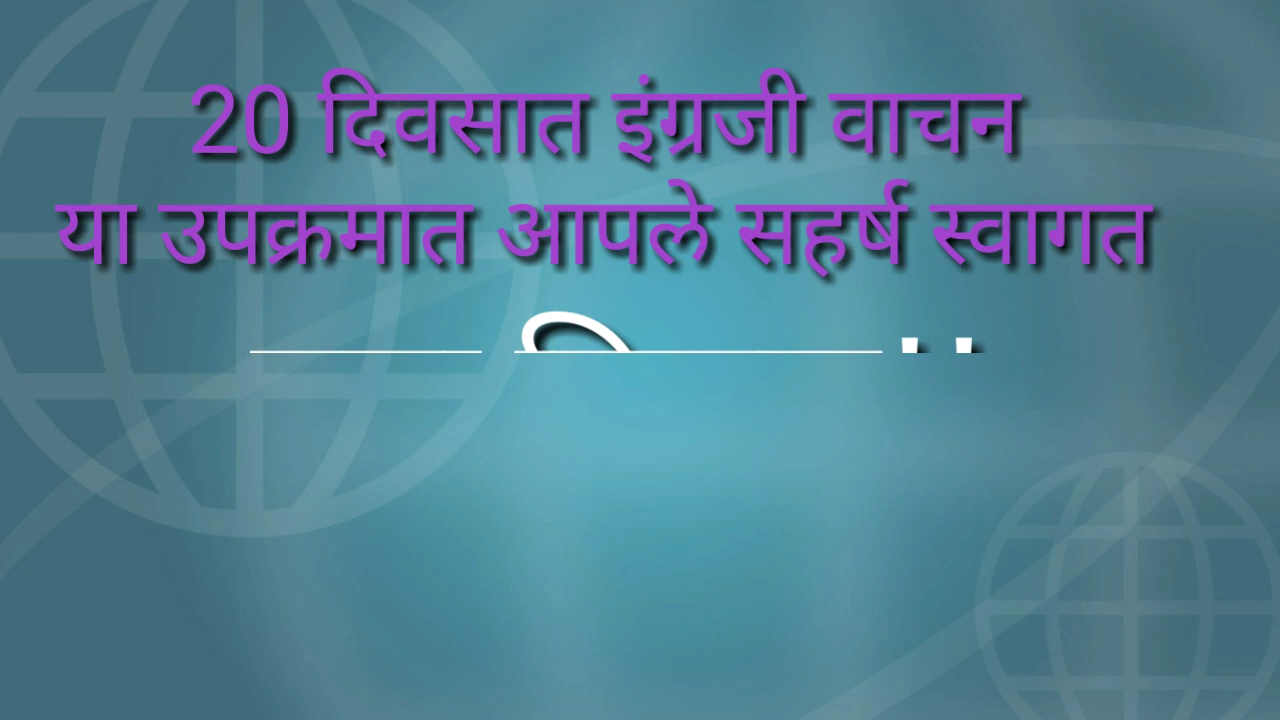 20 दिवसात इंग्रजी वाचन
या उपक्रमात आपले सहर्ष स्वागत